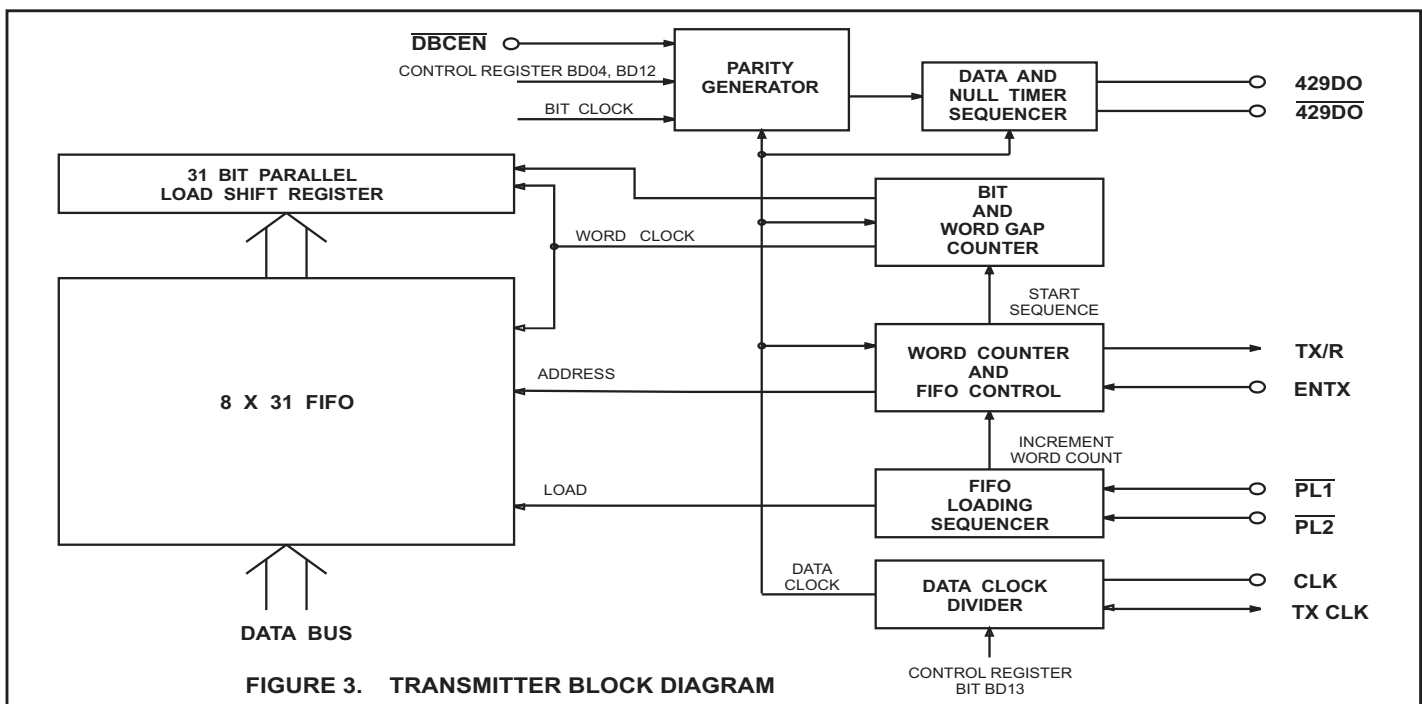 DBCEN
CONTROL REGISTER BD04, BD12
BIT CLOCK
PARITY
GENERATOR
DATA AND
NULL TIMER
SEQUENCER
429DO
429DO
31 BIT PARALLEL
LOAD SHIFT REGISTER
BIT
AND
WORD GAP
COUNTER
WORD CLOCK
START
SEQUENCE
8 X 31 FIFO
ADDRESS
WORD COUNTER
AND
FIFO CONTROL
TX/R
ENTX
INCREMENT
WORD COUNT
LOAD
FIFO
LOADING
SEQUENCER
PL1
PL2
DATA
CLOCK
DATA CLOCK
DIVIDER
CLK
TX CLK
DATA BUS
CONTROL REGISTER
BIT BD13
FIGURE 3. TRANSMITTER BLOCK DIAGRAM